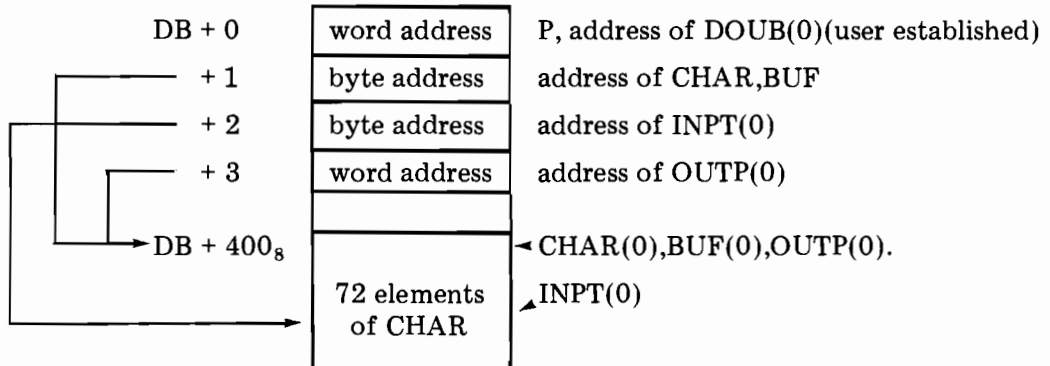 DB + 0 word address P, address of DOUB(0)(user established)
+ 1 byte address address of CHAR,BUF
+ 2 byte address address of INPT(0)
+ 3 word address address of OUTP(0)
DB + 400₈ CHAR(0),BUF(0),OUTP(0).
72 elements INPT(0)
of CHAR